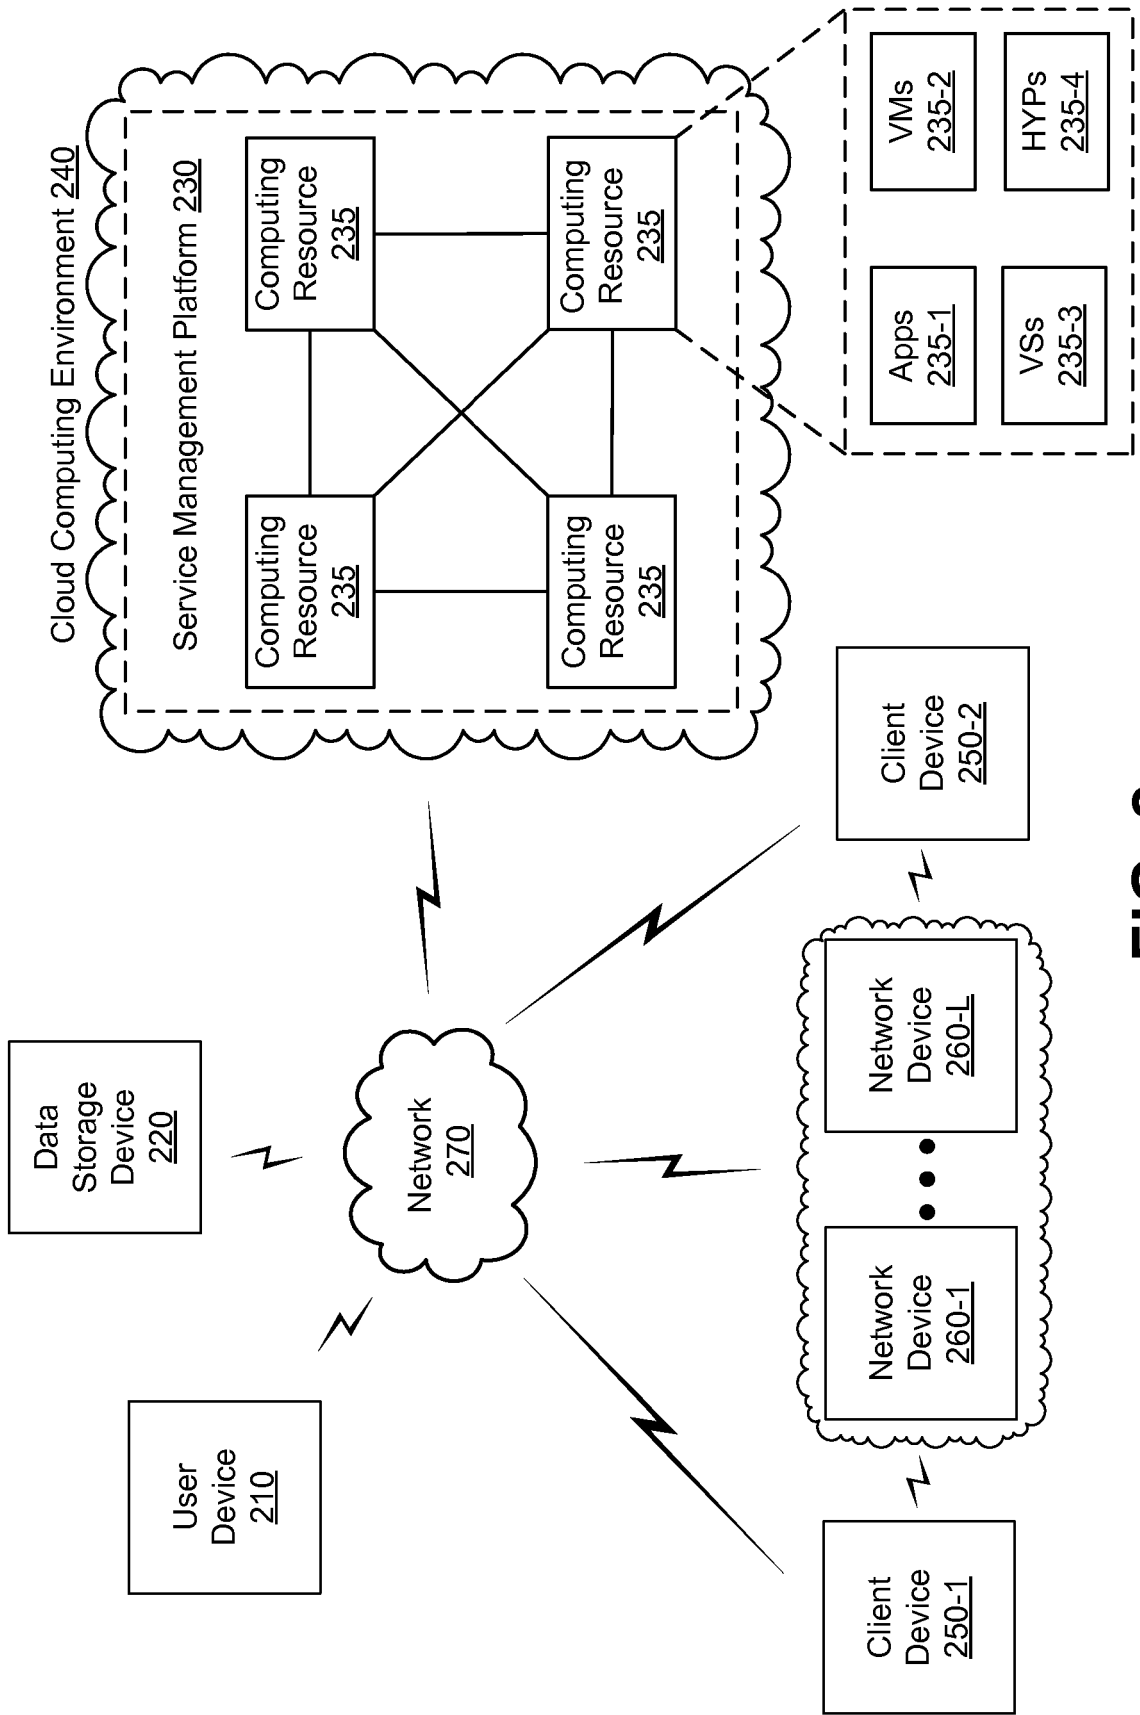 User
Device
210
Data
Storage
Device
220
Cloud Computing Environment 240
Service Management Platform 230
Computing
Resource
235
Computing
Resource
235
Computing
Resource
235
Computing
Resource
235
Network
270
Client
Device
250-1
Network
Device
260-1
Network
Device
260-L
Client
Device
250-2
Apps
235-1
VMs
235-2
VSs
235-3
HYPs
235-4